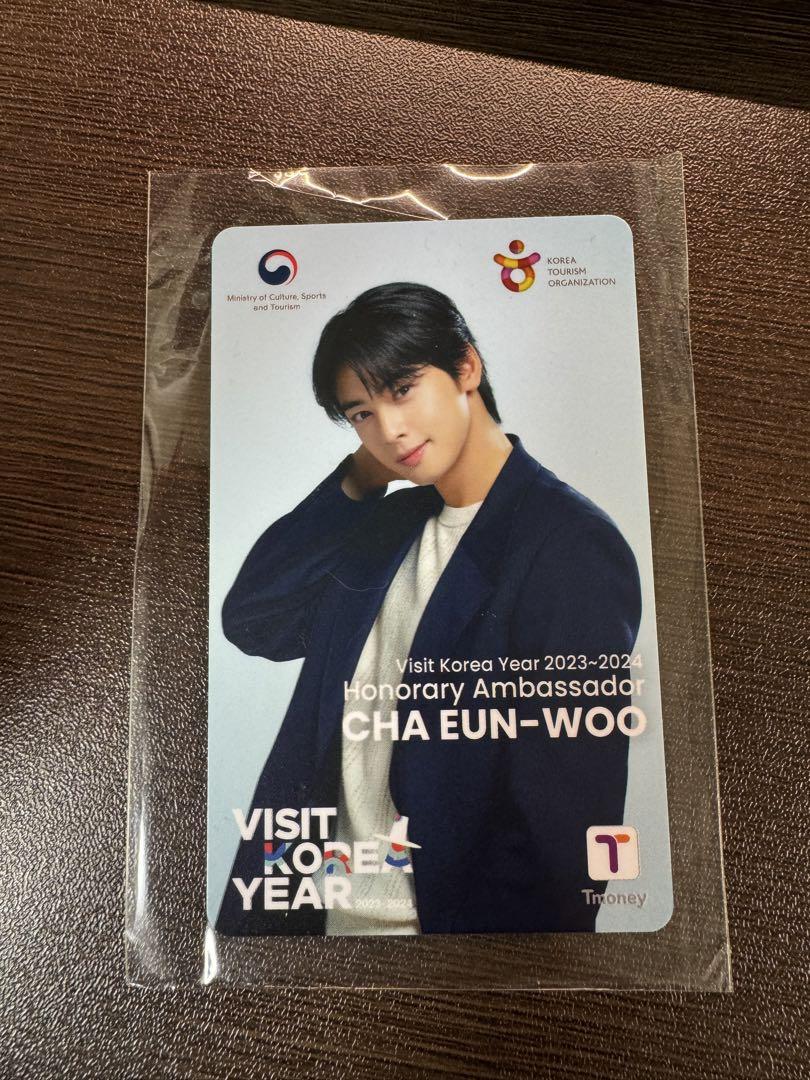 Ministry of Culture, Sports
and Tourism
KOREA
TOURISM
ORGANIZATION
Visit Korea Year 2023~2024
Honorary Ambassador
CHA EUN-WOO
VISIT
KOREA
YEAR 2023-2024
T
Tmoney